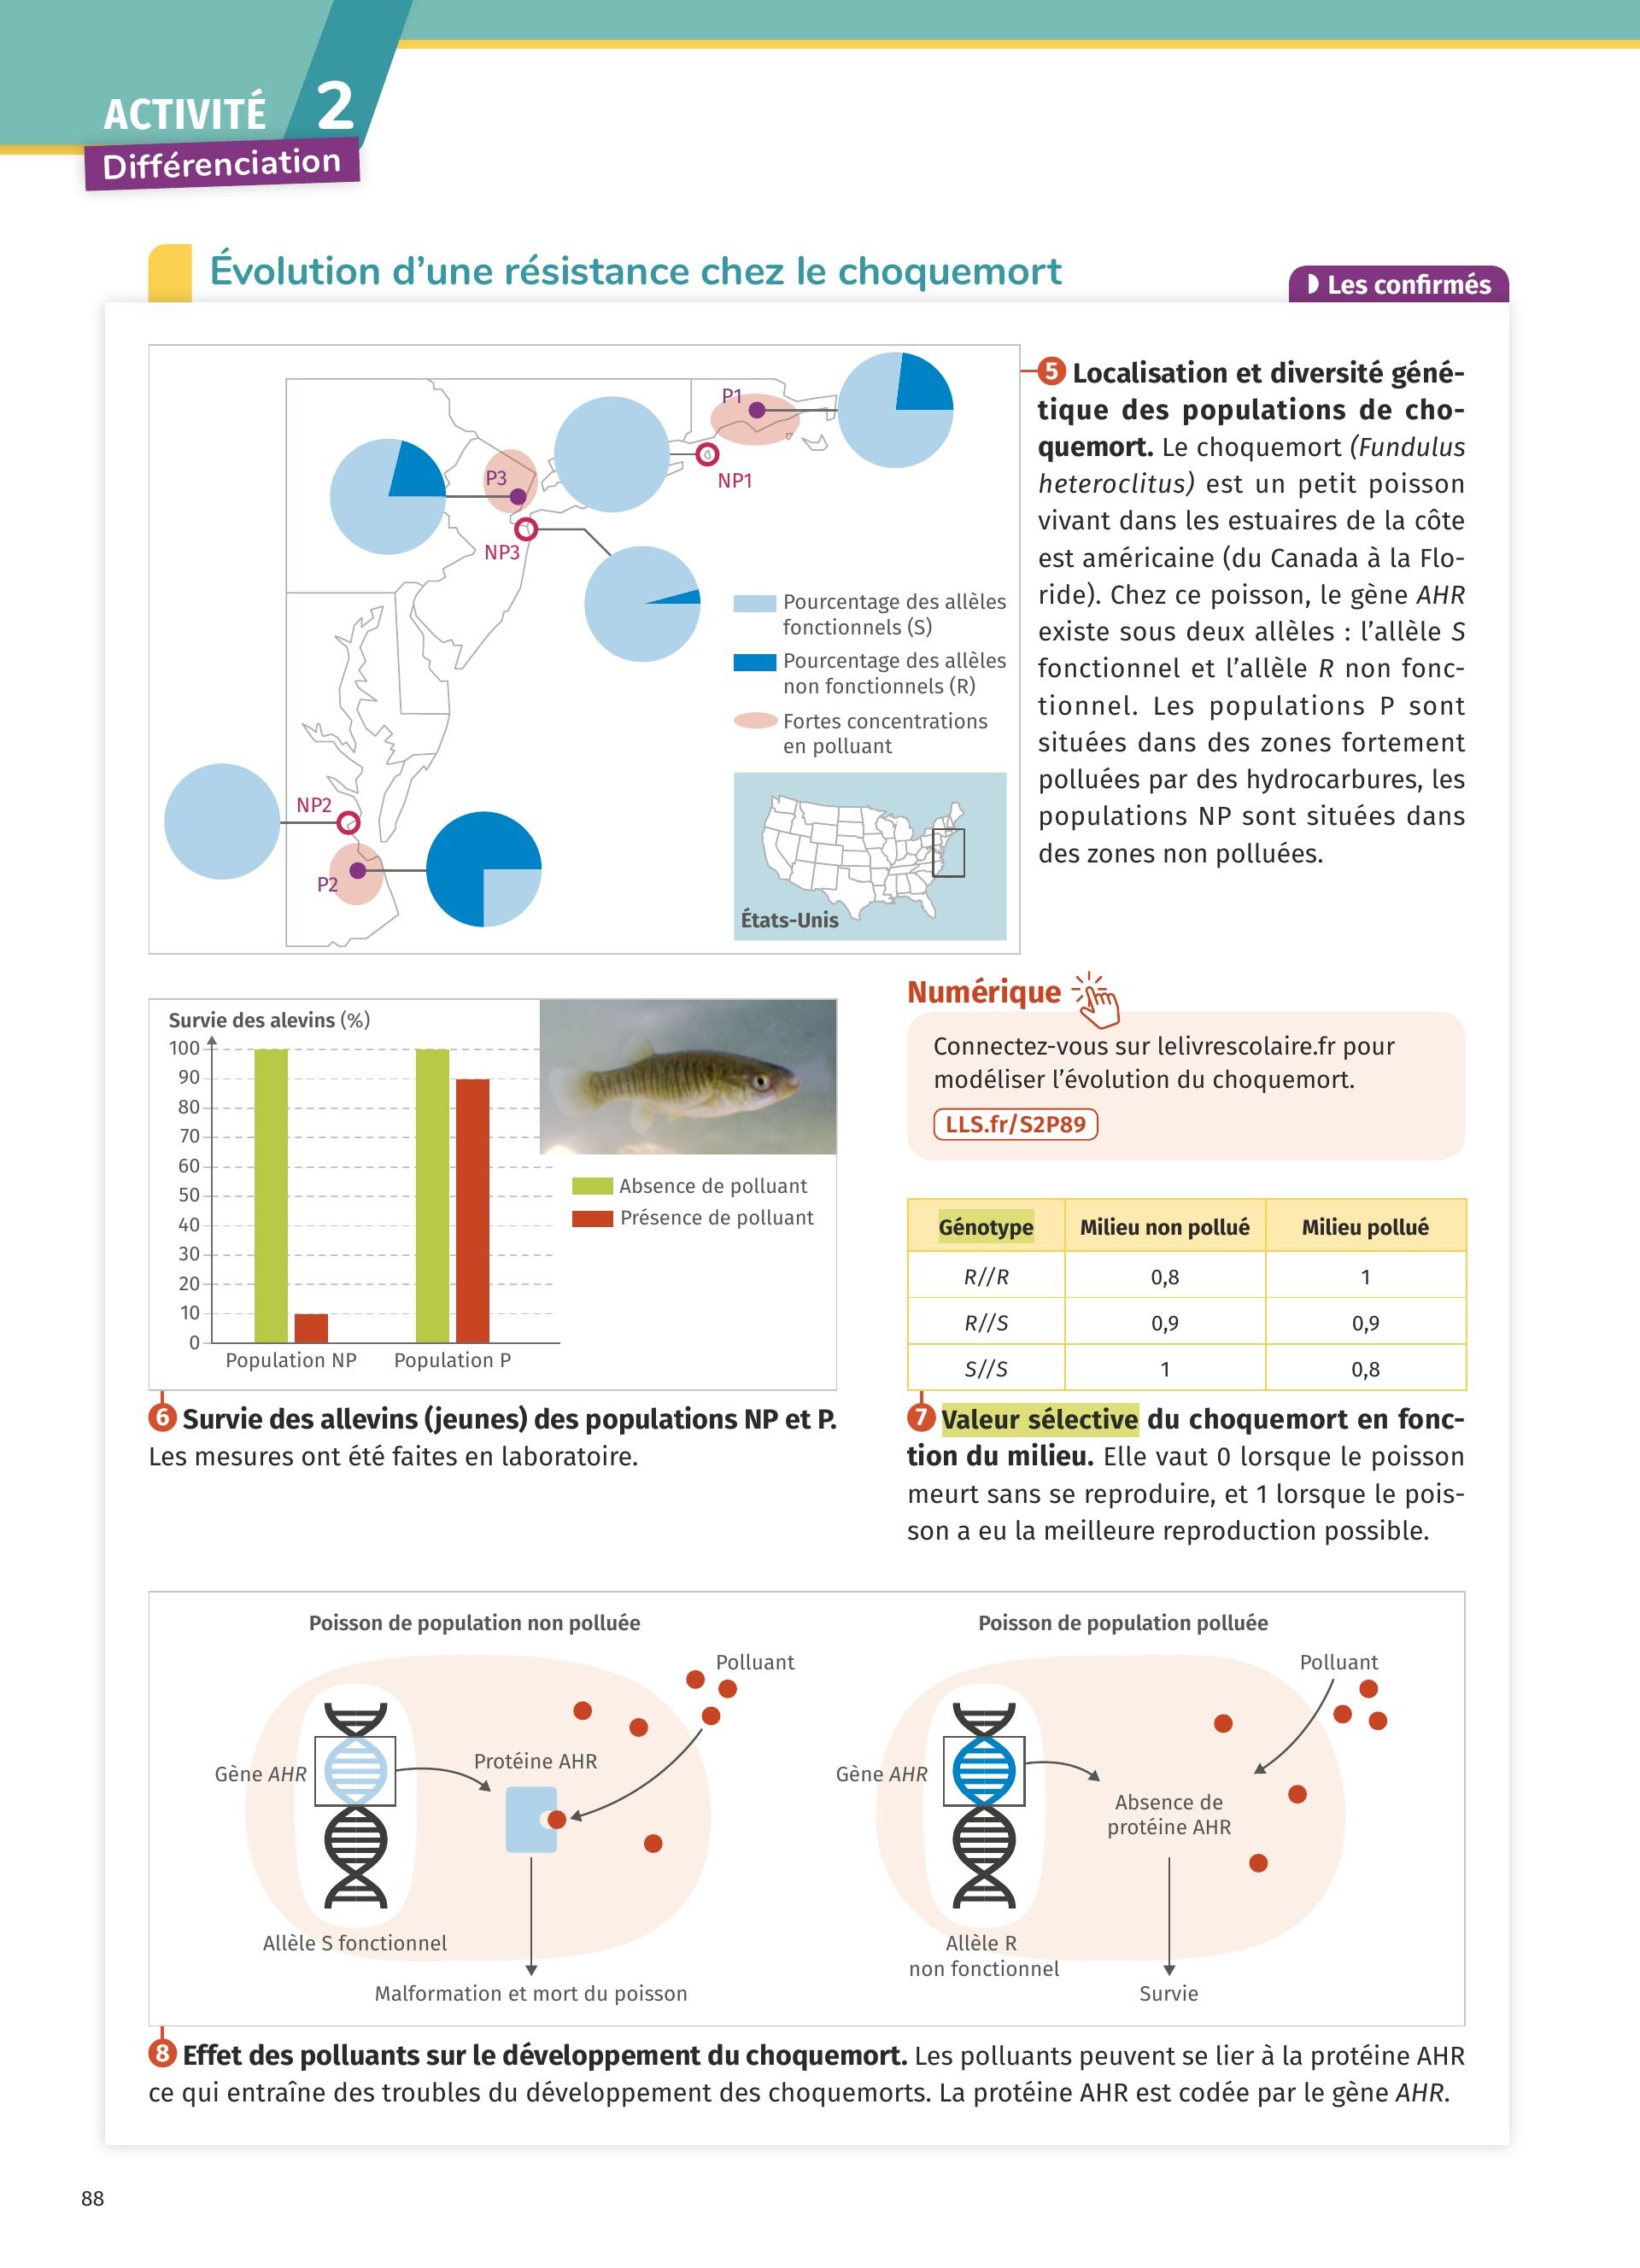 ACTIVITÉ 2
Différenciation
Évolution d’une résistance chez le choquemort
Les confirmés
P1
NP1
P3
NP3
NP2
P2
Pourcentage des allèles
fonctionnels (S)
Pourcentage des allèles
non fonctionnels (R)
Fortes concentrations
en polluant
États-Unis
5 Localisation et diversité géné-
tique des populations de cho-
quemort. Le choquemort (Fundulus
heteroclitus) est un petit poisson
vivant dans les estuaires de la côte
est américaine (du Canada à la Flo-
ride). Chez ce poisson, le gène AHR
existe sous deux allèles : l’allèle S
fonctionnel et l’allèle R non fonc-
tionnel. Les populations P sont
situées dans des zones fortement
polluées par des hydrocarbures, les
populations NP sont situées dans
des zones non polluées.
Survie des alevins (%)
100
90
80
70
60
50
40
30
20
10
0
Population NP
Population P
Absence de polluant
Présence de polluant
6 Survie des allevins (jeunes) des populations NP et P.
Les mesures ont été faites en laboratoire.
Numérique
Connectez-vous sur lelivrescolaire.fr pour
modéliser l’évolution du choquemort.
LLS.fr/S2P89
Génotype Milieu non pollué Milieu pollué
R//R 0,8 1
R//S 0,9 0,9
S//S 1 0,8
7 Valeur sélective du choquemort en fonc-
tion du milieu. Elle vaut 0 lorsque le poisson
meurt sans se reproduire, et 1 lorsque le pois-
son a eu la meilleure reproduction possible.
Poisson de population non polluée
Polluant
Protéine AHR
Gène AHR
Allèle S fonctionnel
Malformation et mort du poisson
Poisson de population polluée
Polluant
Gène AHR
Absence de
protéine AHR
Allèle R
non fonctionnel
Survie
8 Effet des polluants sur le développement du choquemort. Les polluants peuvent se lier à la protéine AHR
ce qui entraîne des troubles du développement des choquemorts. La protéine AHR est codée par le gène AHR.
88